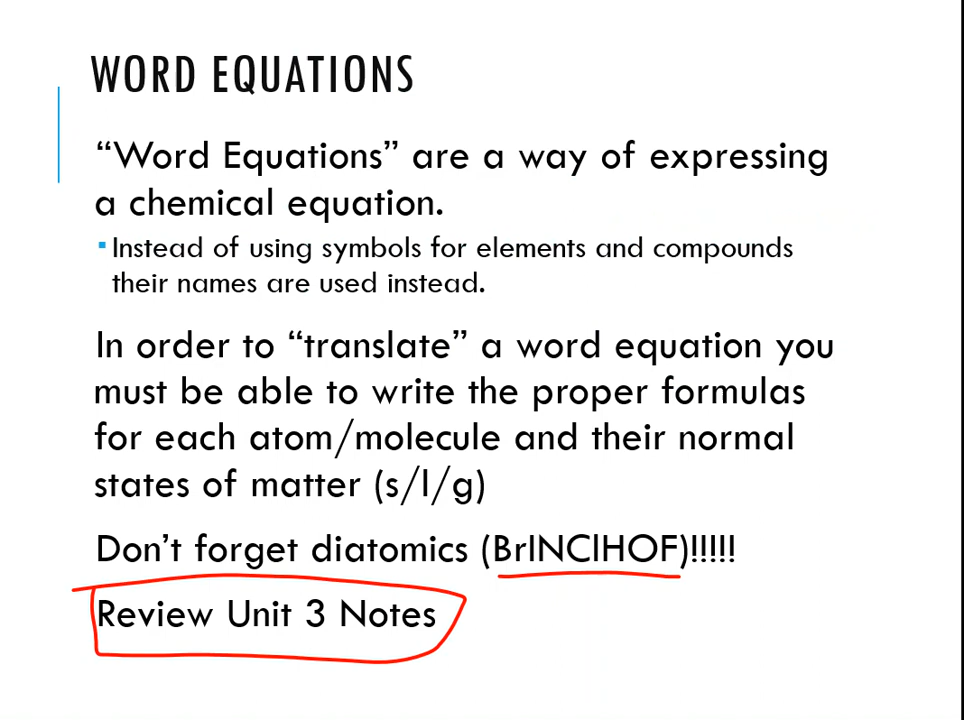 WORD EQUATIONS
“Word Equations” are a way of expressing
a chemical equation.
▪ Instead of using symbols for elements and compounds
their names are used instead.
In order to “translate” a word equation you
must be able to write the proper formulas
for each atom/molecule and their normal
states of matter (s/l/g)
Don’t forget diatomics (BrINClHOF)!!!!!
Review Unit 3 Notes